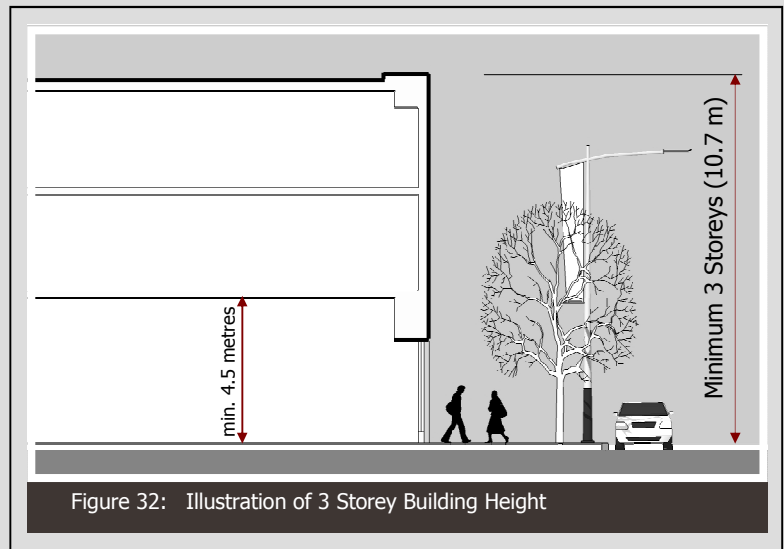 min. 4.5 metres
Minimum 3 Storeys (10.7 m)
Figure 32: Illustration of 3 Storey Building Height